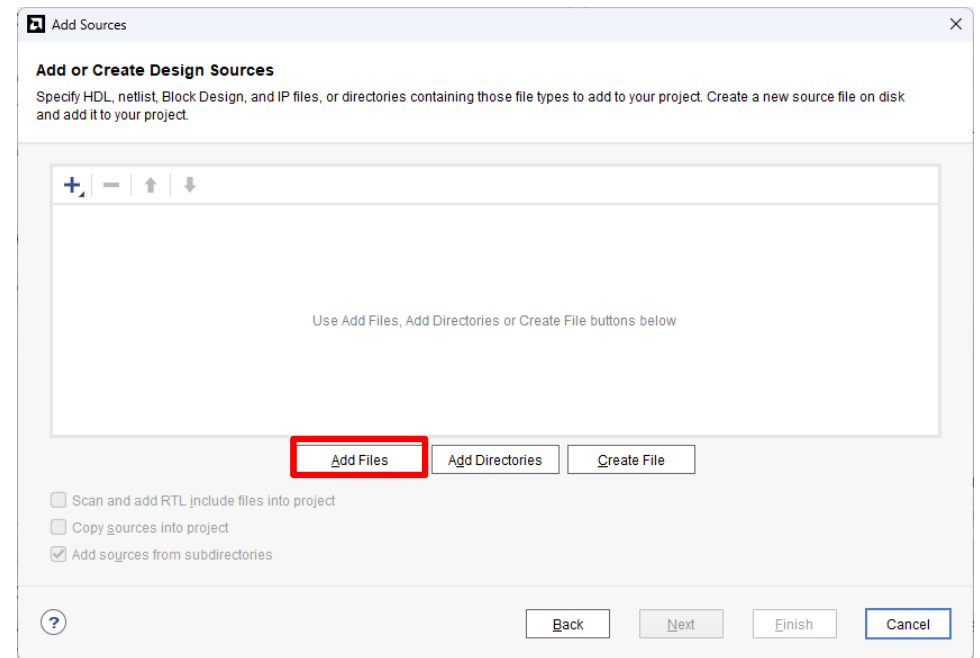 Add Sources
Add or Create Design Sources
Specify HDL, netlist, Block Design, and IP files, or directories containing those file types to add to your project. Create a new source file on disk
and add it to your project.
Use Add Files, Add Directories or Create File buttons below
Add Files
Add Directories
Create File
Scan and add RTL include files into project
Copy sources into project
Add sources from subdirectories
?
Back
Next
Finish
Cancel